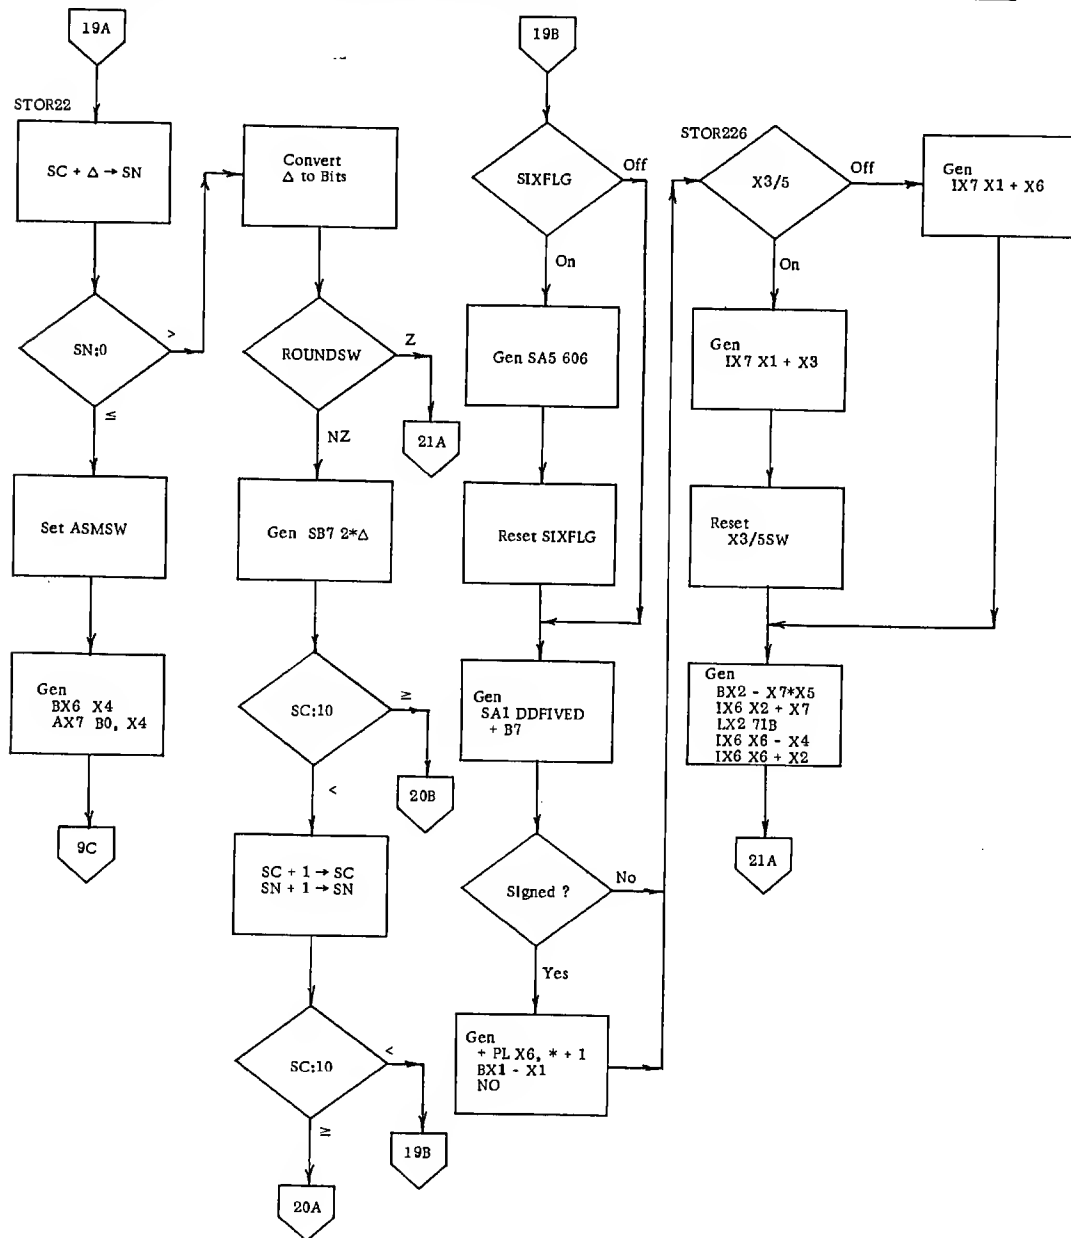 19A
STOR22
SC + Δ → SN
SN:0
>
≦
Set ASMSW
Gen
BX6 X4
AX7 B0, X4
9C
Convert
Δ to Bits
ROUNDSW
Z
21A
NZ
Gen SB7 2*Δ
SC:10
≧
20B
<
SC + 1 → SC
SN + 1 → SN
SC:10
<
19B
≧
20A
19B
SIXFLG
Off
On
Gen SA5 606
Reset SIXFLG
Gen
SA1 DDFIVED
+ B7
Signed ?
No
Yes
Gen
+ PL X6, * + 1
BX1 - X1
NO
STOR226
X3/5
Off
On
Gen
IX7 X1 + X6
Gen
IX7 X1 + X3
Reset
X3/5SW
Gen
BX2 - X7*X5
IX6 X2 + X7
LX2 71B
IX6 X6 - X4
IX6 X6 + X2
21A